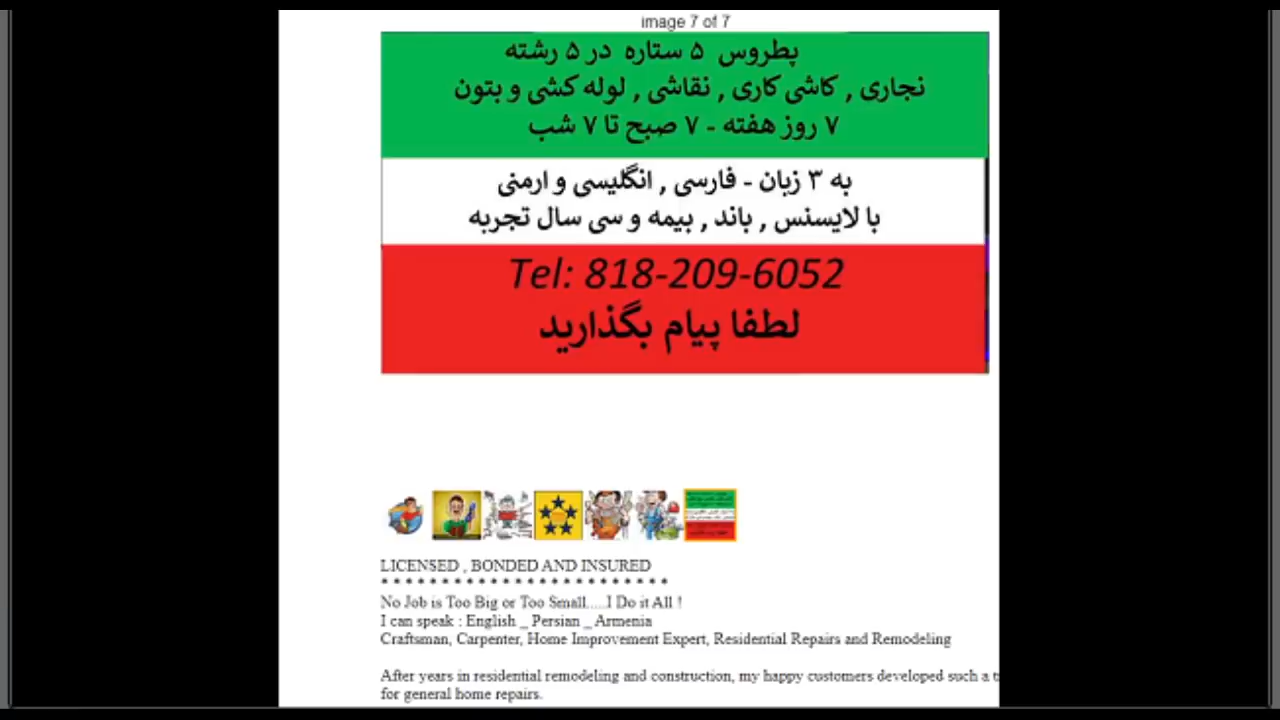 image 7 of 7
پطروس ۵ ستاره در ۵ رشته
نجاری , کاشی کاری , نقاشی , لوله کشی و بتون
۷ روز هفته - ۷ صبح تا ۷ شب
به ۳ زبان - فارسی , انگلیسی و ارمنی
با لایسنس , باند , بیمه و سی سال تجربه
Tel: 818-209-6052
لطفا پیام بگذارید
LICENSED , BONDED AND INSURED
* * * * * * * * * * * * * * * * * * * * * * * *
No Job is Too Big or Too Small.....I Do it All !
I can speak : English _ Persian _ Armenia
Craftsman, Carpenter, Home Improvement Expert, Residential Repairs and Remodeling
After years in residential remodeling and construction, my happy customers developed such a
for general home repairs.